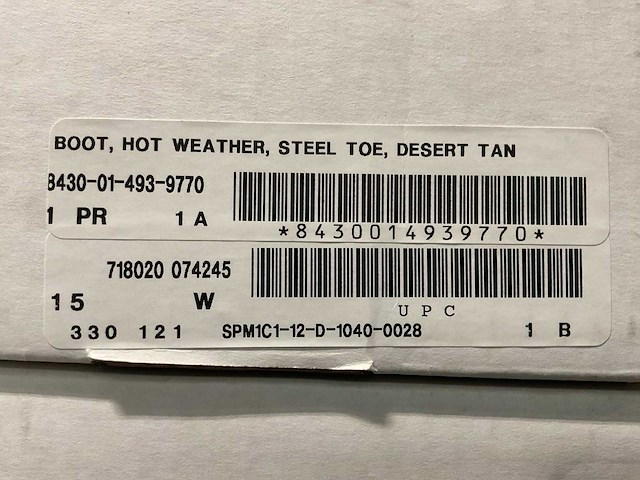 BOOT, HOT WEATHER, STEEL TOE, DESERT TAN
8430-01-493-9770
1 PR 1 A
*8430014939770*
718020 074245
15 W
UPC
330 121 SPM1C1-12-D-1040-0028 1 B